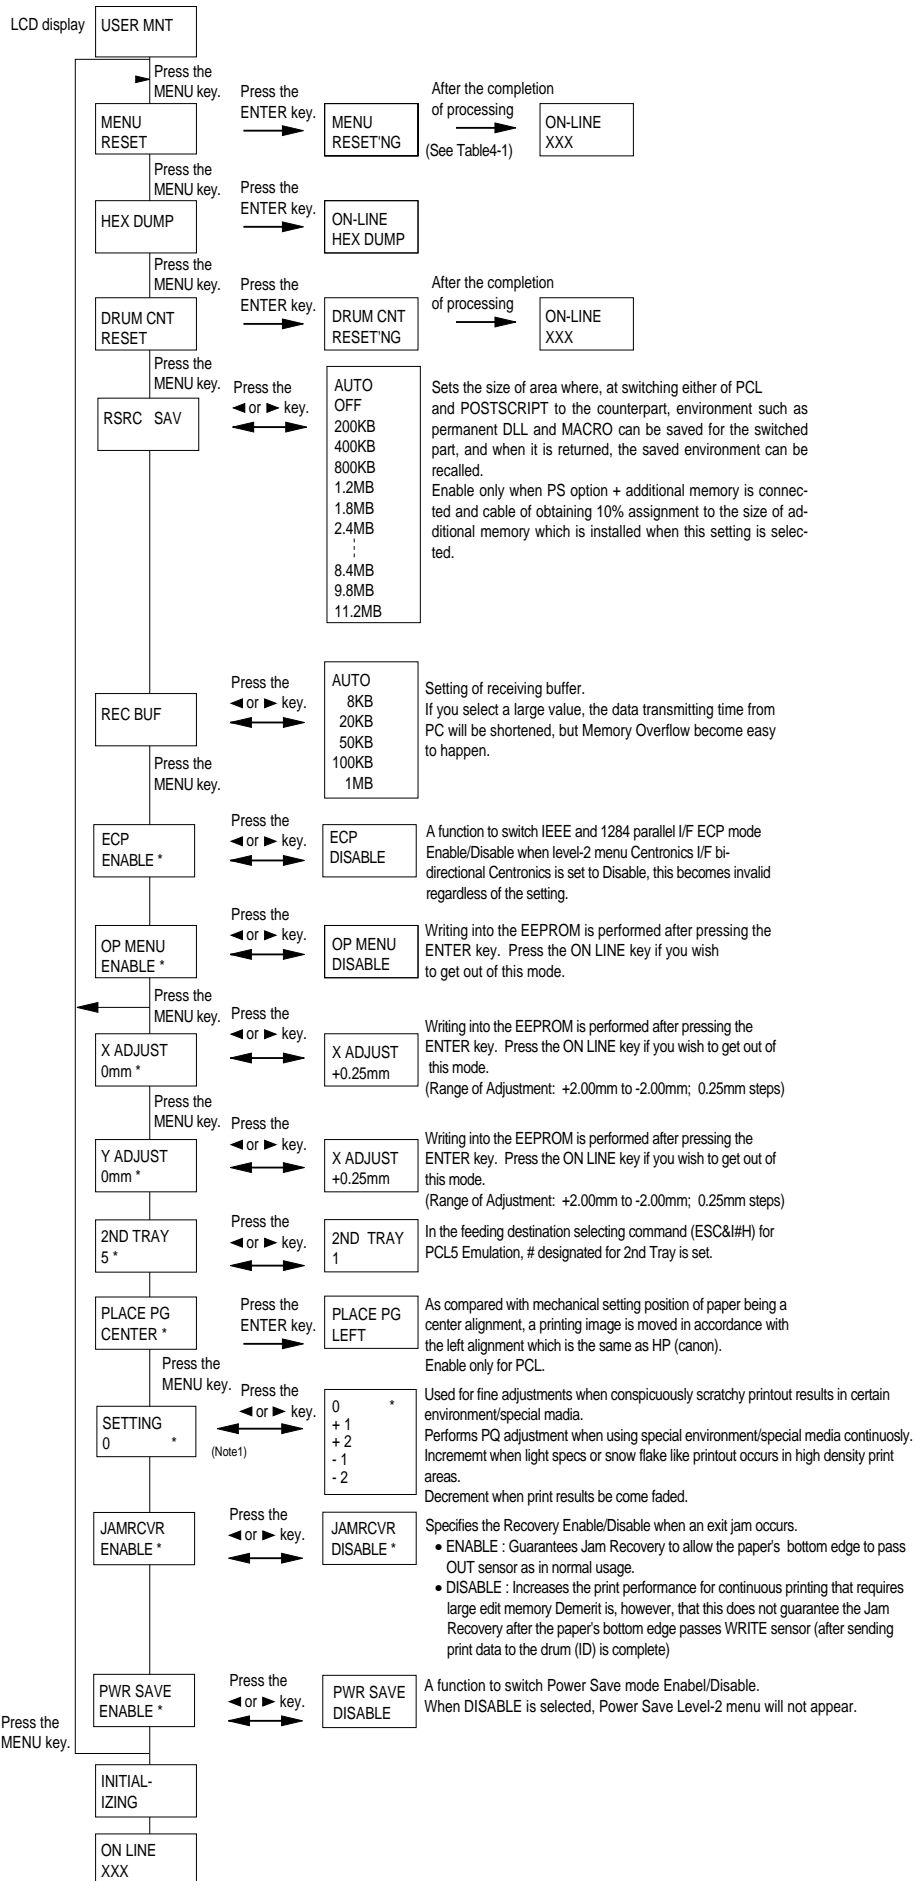 LCD display
USER MNT
Press the
MENU key.
MENU
RESET
Press the
ENTER key.
MENU
RESET'NG
After the completion
of processing
(See Table4-1)
ON-LINE
XXX
Press the
MENU key.
HEX DUMP
Press the
ENTER key.
ON-LINE
HEX DUMP
Press the
MENU key.
DRUM CNT
RESET
Press the
ENTER key.
DRUM CNT
RESET'NG
After the completion
of processing
ON-LINE
XXX
Press the
MENU key.
RSRC SAV
Press the
◄ or ► key.
AUTO
OFF
200KB
400KB
800KB
1.2MB
1.8MB
2.4MB
8.4MB
9.8MB
11.2MB
Sets the size of area where, at switching either of PCL
and POSTSCRIPT to the counterpart, environment such as
permanent DLL and MACRO can be saved for the switched
part, and when it is returned, the saved environment can be
recalled.
Enable only when PS option + additional memory is connec-
ted and cable of obtaining 10% assignment to the size of ad-
ditional memory which is installed when this setting is selec-
ted.
REC BUF
Press the
◄ or ► key.
AUTO
8KB
20KB
50KB
100KB
1MB
Setting of receiving buffer.
If you select a large value, the data transmitting time from
PC will be shortened, but Memory Overflow become easy
to happen.
Press the
MENU key.
ECP
ENABLE *
Press the
◄ or ► key.
ECP
DISABLE
A function to switch IEEE and 1284 parallel I/F ECP mode
Enable/Disable when level-2 menu Centronics I/F bi-
directional Centronics is set to Disable, this becomes invalid
regardless of the setting.
OP MENU
ENABLE *
Press the
◄ or ► key.
OP MENU
DISABLE
Writing into the EEPROM is performed after pressing the
ENTER key. Press the ON LINE key if you wish
to get out of this mode.
Press the
MENU key.
X ADJUST
0mm *
Press the
◄ or ► key.
X ADJUST
+0.25mm
Writing into the EEPROM is performed after pressing the
ENTER key. Press the ON LINE key if you wish to get out of
this mode.
(Range of Adjustment: +2.00mm to -2.00mm; 0.25mm steps)
Press the
MENU key.
Y ADJUST
0mm *
Press the
◄ or ► key.
X ADJUST
+0.25mm
Writing into the EEPROM is performed after pressing the
ENTER key. Press the ON LINE key if you wish to get out of
this mode.
(Range of Adjustment: +2.00mm to -2.00mm; 0.25mm steps)
2ND TRAY
5 *
Press the
◄ or ► key.
2ND TRAY
1
In the feeding destination selecting command (ESC&l#H) for
PCL5 Emulation, # designated for 2nd Tray is set.
PLACE PG
CENTER *
Press the
ENTER key.
PLACE PG
LEFT
As compared with mechanical setting position of paper being a
center alignment, a printing image is moved in accordance with
the left alignment which is the same as HP (canon).
Enable only for PCL.
Press the
MENU key.
SETTING
0 *
Press the
◄ or ► key.
(Note1)
0 *
+ 1
+ 2
- 1
- 2
Used for fine adjustments when conspicuously scratchy printout results in certain
environment/special madia.
Performs PQ adjustment when using special environment/special media continuosly.
Incrememt when light specs or snow flake like printout occurs in high density print
areas.
Decrement when print results be come faded.
JAMRCVR
ENABLE *
Press the
◄ or ► key.
JAMRCVR
DISABLE *
Specifies the Recovery Enable/Disable when an exit jam occurs.
• ENABLE : Guarantees Jam Recovery to allow the paper's bottom edge to pass
OUT sensor as in normal usage.
• DISABLE : Increases the print performance for continuous printing that requires
large edit memory Demerit is, however, that this does not guarantee the Jam
Recovery after the paper's bottom edge passes WRITE sensor (after sending
print data to the drum (ID) is complete)
PWR SAVE
ENABLE *
Press the
◄ or ► key.
PWR SAVE
DISABLE
A function to switch Power Save mode Enabel/Disable.
When DISABLE is selected, Power Save Level-2 menu will not appear.
Press the
MENU key.
INITIAL-
IZING
ON LINE
XXX